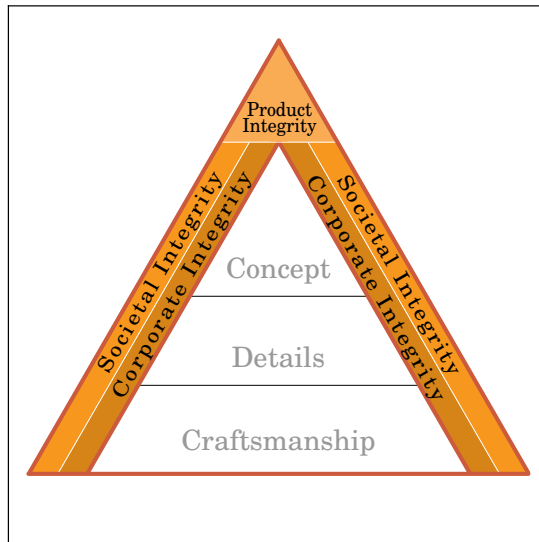 Product
Integrity
Societal Integrity
Corporate Integrity
Corporate Integrity
Societal Integrity
Concept
Details
Craftsmanship